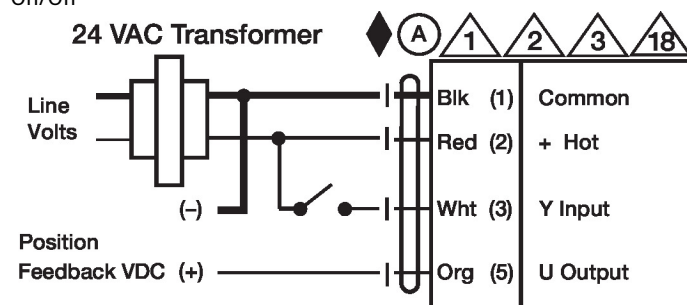 On/Off
24 VAC Transformer A 1 2 3 18
Line
Volts
Blk (1) Common
Red (2) + Hot
(–)
Wht (3) Y Input
Position
Feedback VDC (+)
Org (5) U Output